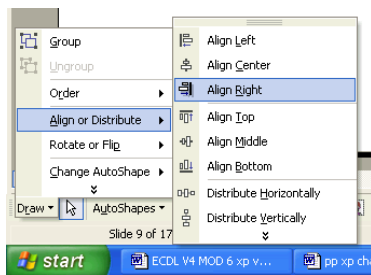 Group
Ungroup
Order
Align or Distribute
Rotate or Flip
Change AutoShape
Align Left
Align Center
Align Right
Align Top
Align Middle
Align Bottom
Distribute Horizontally
Distribute Vertically
Draw AutoShapes
Slide 9 of 17
start ECDL V4 MOD 6 xp v... pp xp cha